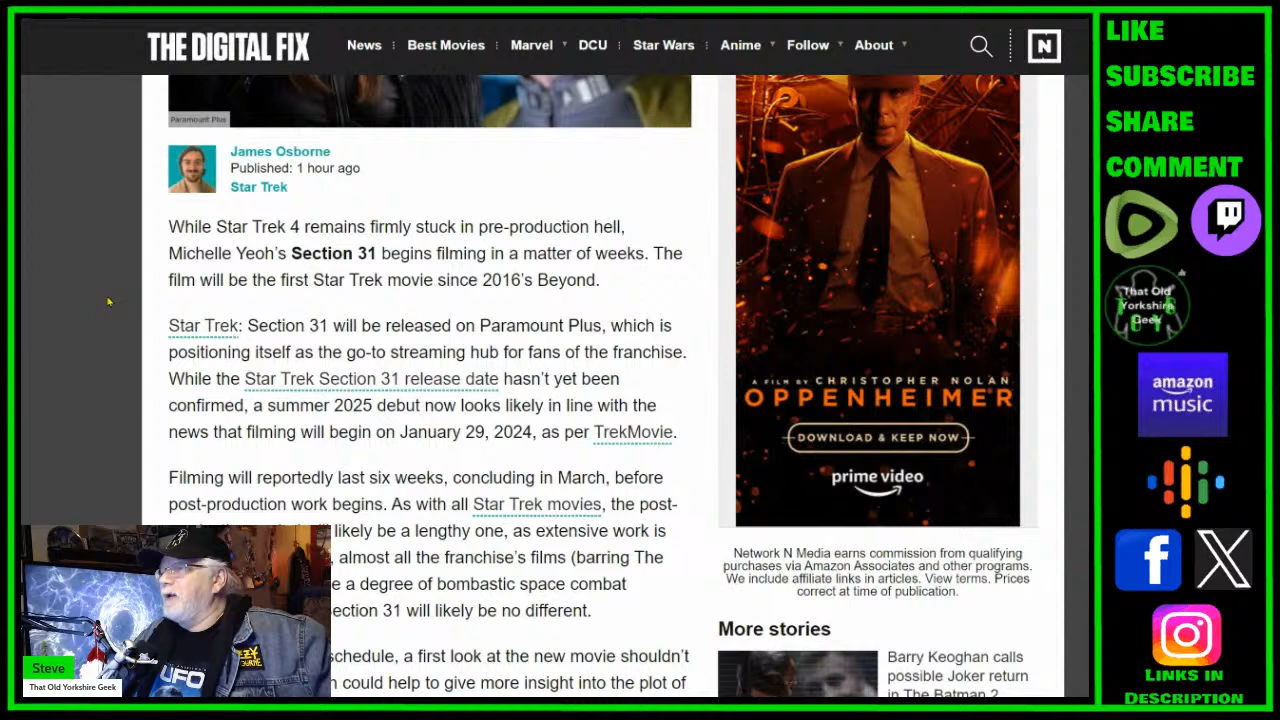 THE DIGITAL FIX
News
Best Movies
Marvel
DCU
Star Wars
Anime
Follow
About
N
Paramount Plus
James Osborne
Published: 1 hour ago
Star Trek
While Star Trek 4 remains firmly stuck in pre-production hell,
Michelle Yeoh's Section 31 begins filming in a matter of weeks. The
film will be the first Star Trek movie since 2016's Beyond.
Star Trek: Section 31 will be released on Paramount Plus, which is
positioning itself as the go-to streaming hub for fans of the franchise.
While the Star Trek Section 31 release date hasn't yet been
confirmed, a summer 2025 debut now looks likely in line with the
news that filming will begin on January 29, 2024, as per TrekMovie.
Filming will reportedly last six weeks, concluding in March, before
post-production work begins. As with all Star Trek movies, the post-
likely be a lengthy one, as extensive work is
, almost all the franchise's films (barring The
e a degree of bombastic space combat
ection 31 will likely be no different.
schedule, a first look at the new movie shouldn't
could help to give more insight into the plot of
A FILM BY CHRISTOPHER NOLAN
OPPENHEIMER
DOWNLOAD & KEEP NOW
prime video
Network N Media earns commission from qualifying
purchases via Amazon Associates and other programs.
We include affiliate links in articles. View terms. Prices
correct at time of publication.
More stories
Barry Keoghan calls
possible Joker return
in The Batman 2
UFO
Steve
That Old Yorkshire Geek
LIKE
SUBSCRIBE
SHARE
COMMENT
That Old
Yorkshire
Geek
amazon
music
f
X
LINKS IN
DESCRIPTION